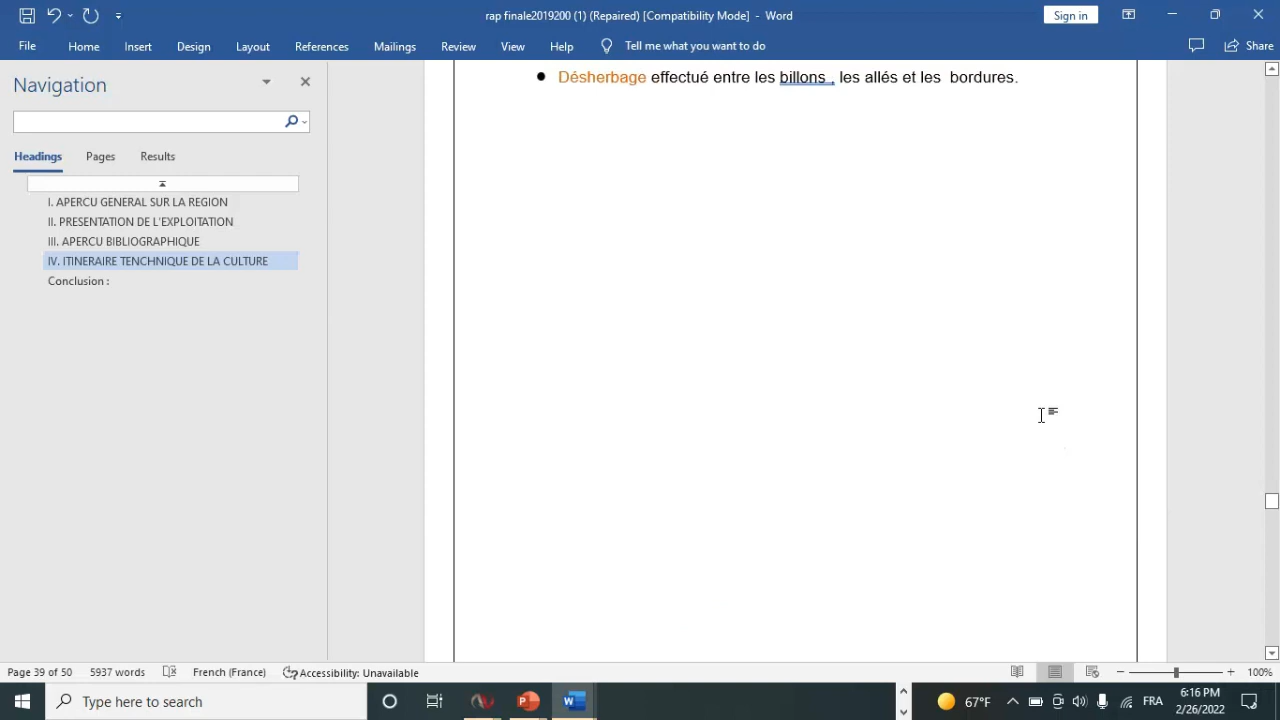 rap finale2019200 (1) (Repaired) [Compatibility Mode] - Word
Sign in
File Home Insert Design Layout References Mailings Review View Help Tell me what you want to do Share
Navigation
Headings Pages Results
I. APERCU GENERAL SUR LA REGION
II. PRESENTATION DE L'EXPLOITATION
III. APERCU BIBLIOGRAPHIQUE
IV. ITINERAIRE TENCHNIQUE DE LA CULTURE
Conclusion :
● Désherbage effectué entre les billons , les allés et les bordures.
Page 39 of 50 5937 words French (France) Accessibility: Unavailable 100%
Type here to search
67°F FRA
6:16 PM
2/26/2022